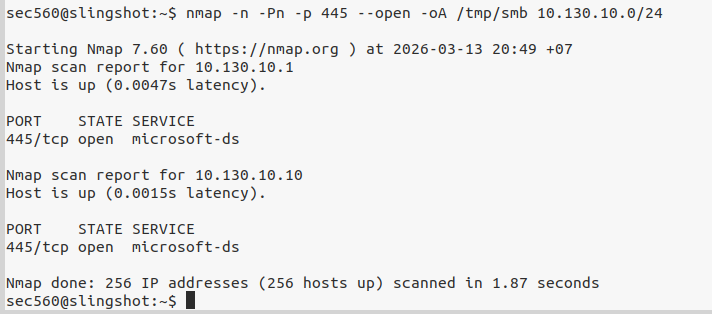 sec560@slingshot:~$ nmap -n -Pn -p 445 --open -oA /tmp/smb 10.130.10.0/24
Starting Nmap 7.60 ( https://nmap.org ) at 2026-03-13 20:49 +07
Nmap scan report for 10.130.10.1
Host is up (0.0047s latency).
PORT    STATE SERVICE
445/tcp open  microsoft-ds
Nmap scan report for 10.130.10.10
Host is up (0.0015s latency).
PORT    STATE SERVICE
445/tcp open  microsoft-ds
Nmap done: 256 IP addresses (256 hosts up) scanned in 1.87 seconds
sec560@slingshot:~$